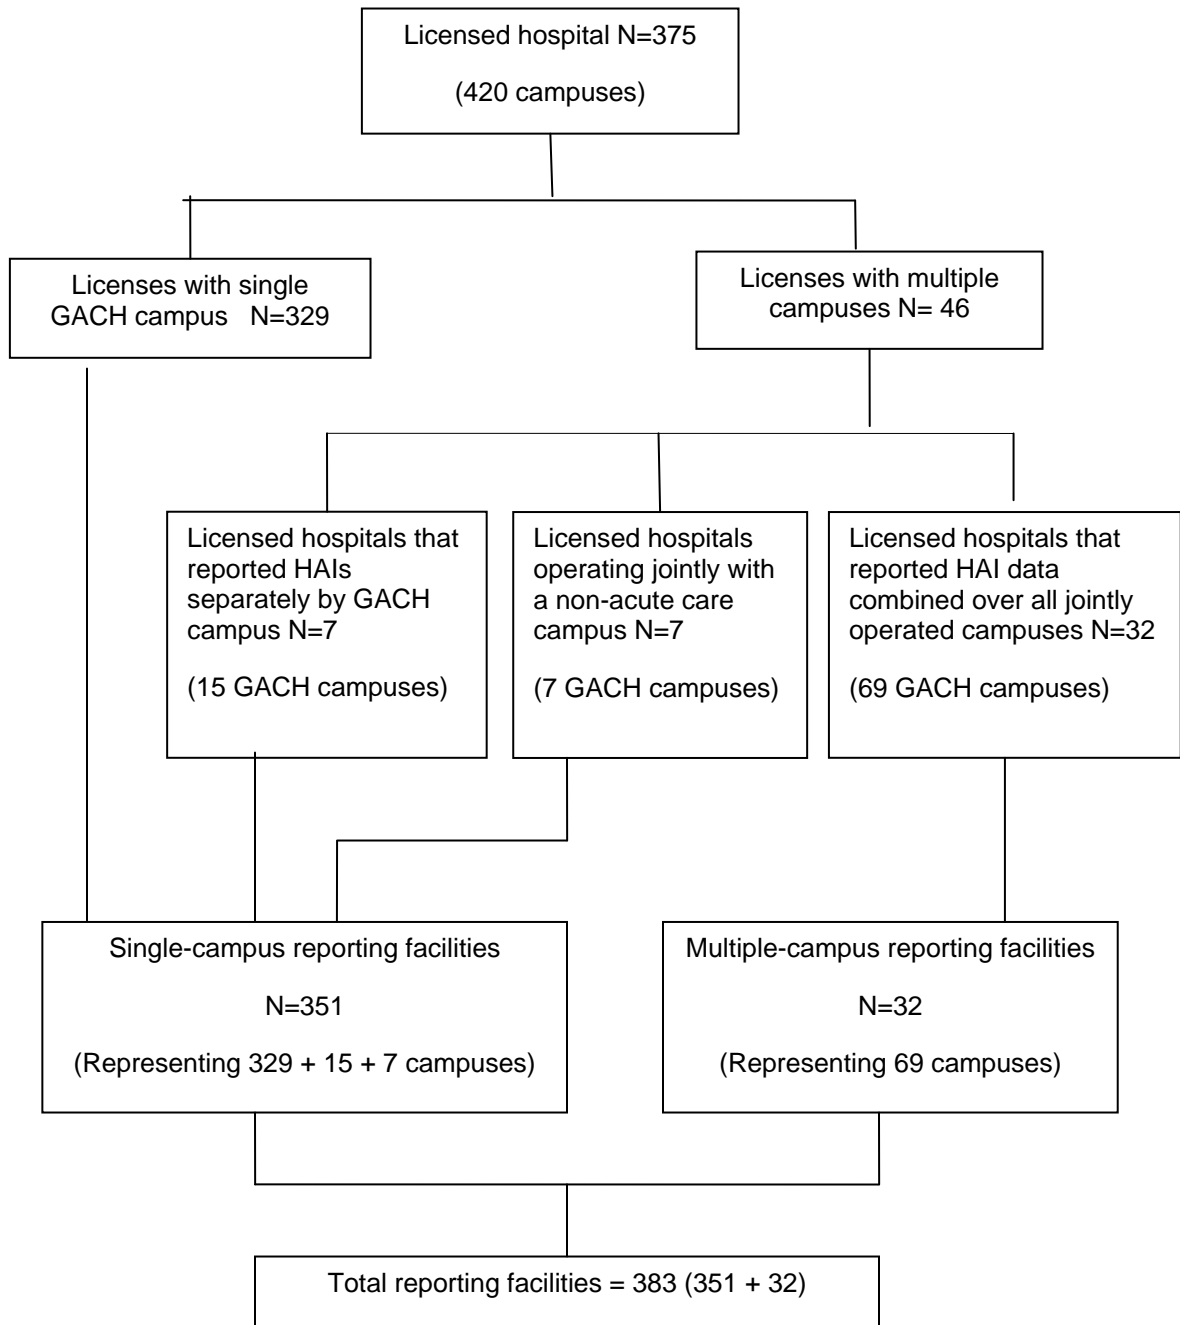 Licensed hospital N=375
(420 campuses)
Licenses with single
GACH campus N=329
Licenses with multiple
campuses N= 46
Licensed hospitals that
reported HAIs
separately by GACH
campus N=7
(15 GACH campuses)
Licensed hospitals
operating jointly with
a non-acute care
campus N=7
(7 GACH campuses)
Licensed hospitals that
reported HAI data
combined over all jointly
operated campuses N=32
(69 GACH campuses)
Single-campus reporting facilities
N=351
(Representing 329 + 15 + 7 campuses)
Multiple-campus reporting facilities
N=32
(Representing 69 campuses)
Total reporting facilities = 383 (351 + 32)